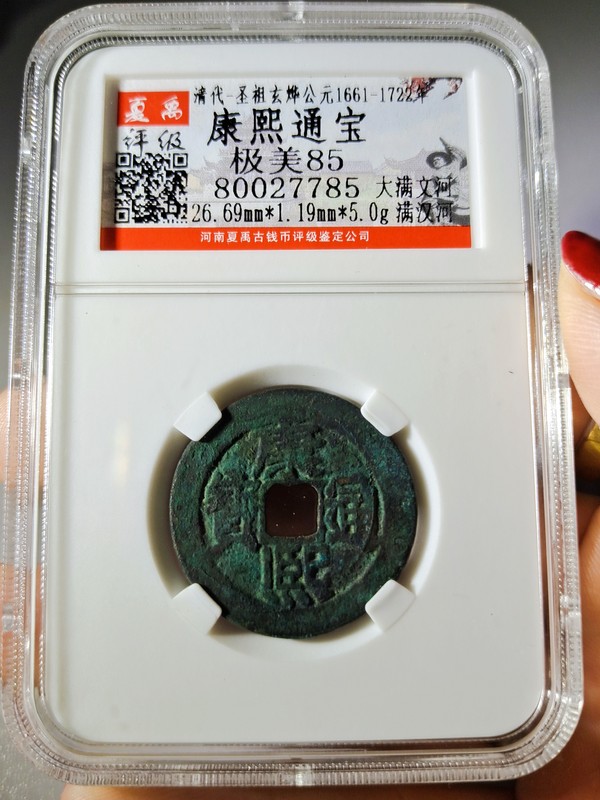 夏禹
评级
清代-圣祖玄烨公元1661-1722年
康熙通宝
极美85
80027785 大满文河
26.69mm*1.19mm*5.0g 满汉河
河南夏禹古钱币评级鉴定公司
康熙通寶